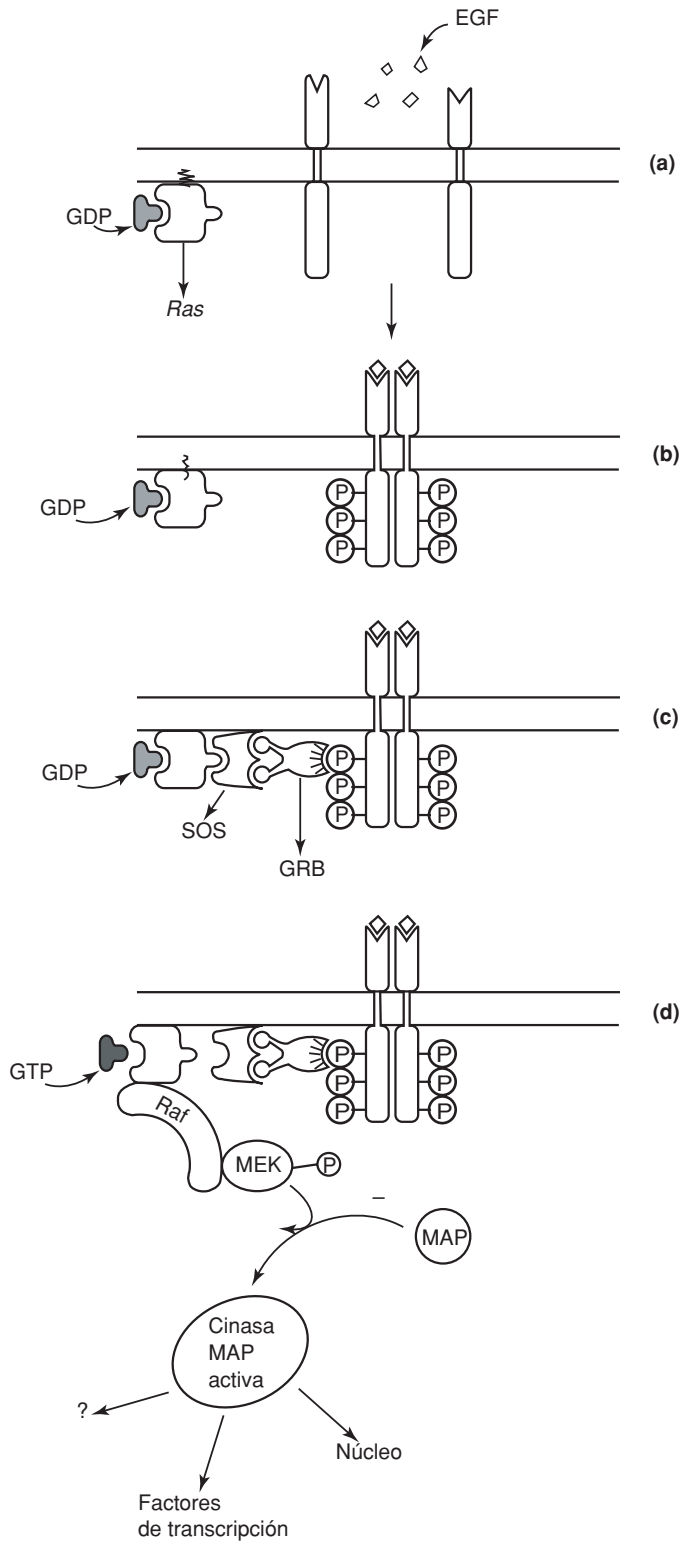 EGF
(a)
GDP
Ras
(b)
GDP
P P
P P
P P
(c)
GDP
P P
P P
P P
SOS
GRB
(d)
GTP
P P
P P
P P
Raf
MEK
P
–
MAP
Cinasa
MAP
activa
?
Núcleo
Factores
de transcripción